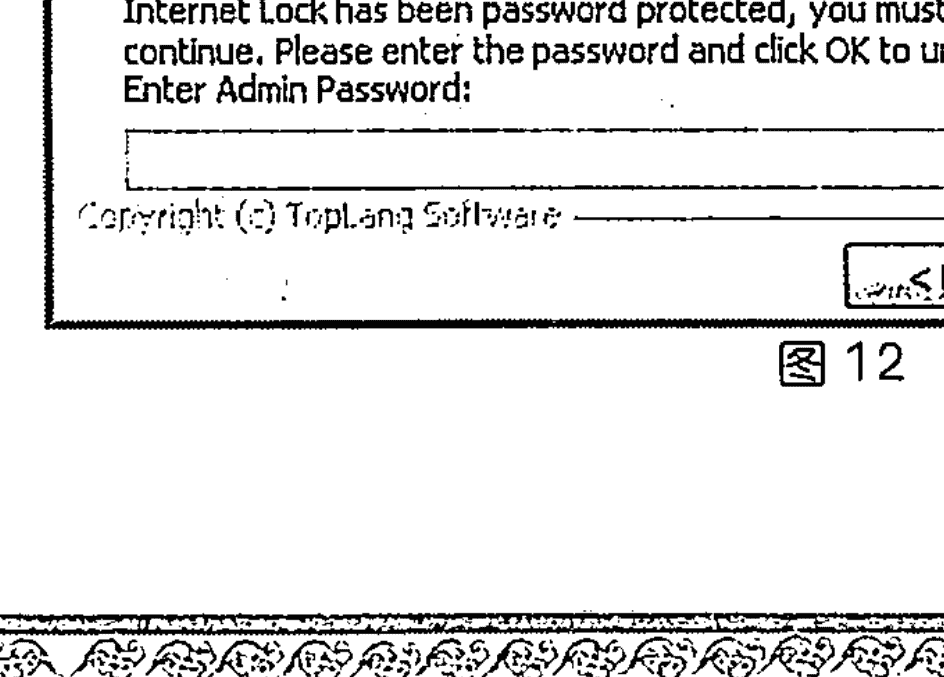 Internet Lock has been password protected, you must
continue. Please enter the password and click OK to
Enter Admin Password:
Copyright (c) TopLang Software
图 12